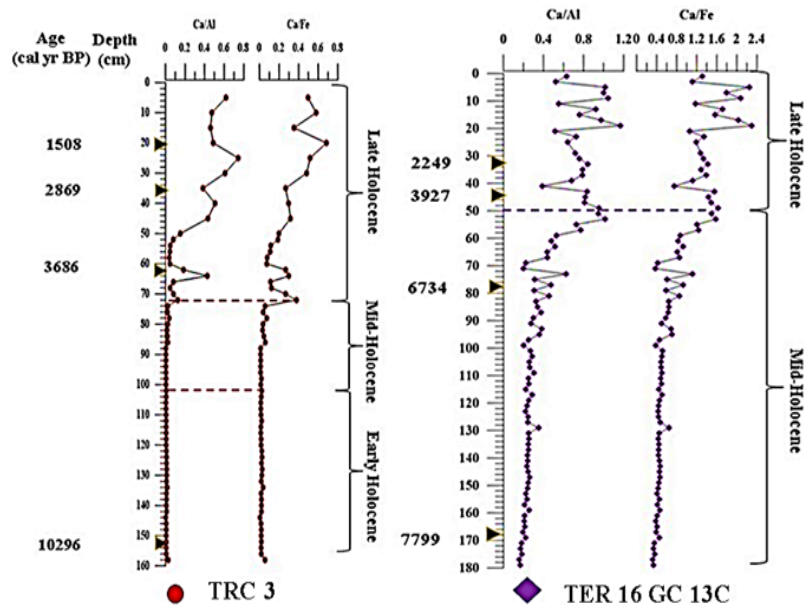 Age
(cal yr BP)
Depth
(cm)
Ca/Al
0 0.2 0.4 0.6 0.8
Ca/Fe
0 0.2 0.4 0.6 0.8
0
10
20
30
40
50
60
70
80
90
100
110
120
130
140
150
160
1508
2869
3686
10296
Late Holocene
Mid-Holocene
Early Holocene
TRC 3
Ca/Al
0 0.4 0.8 1.20
Ca/Fe
0.4 0.8 1.2 1.6 2 2.4
0
10
20
30
40
50
60
70
80
90
100
110
120
130
140
150
160
170
180
2249
3927
6734
7799
Late Holocene
Mid-Holocene
TER 16 GC 13C